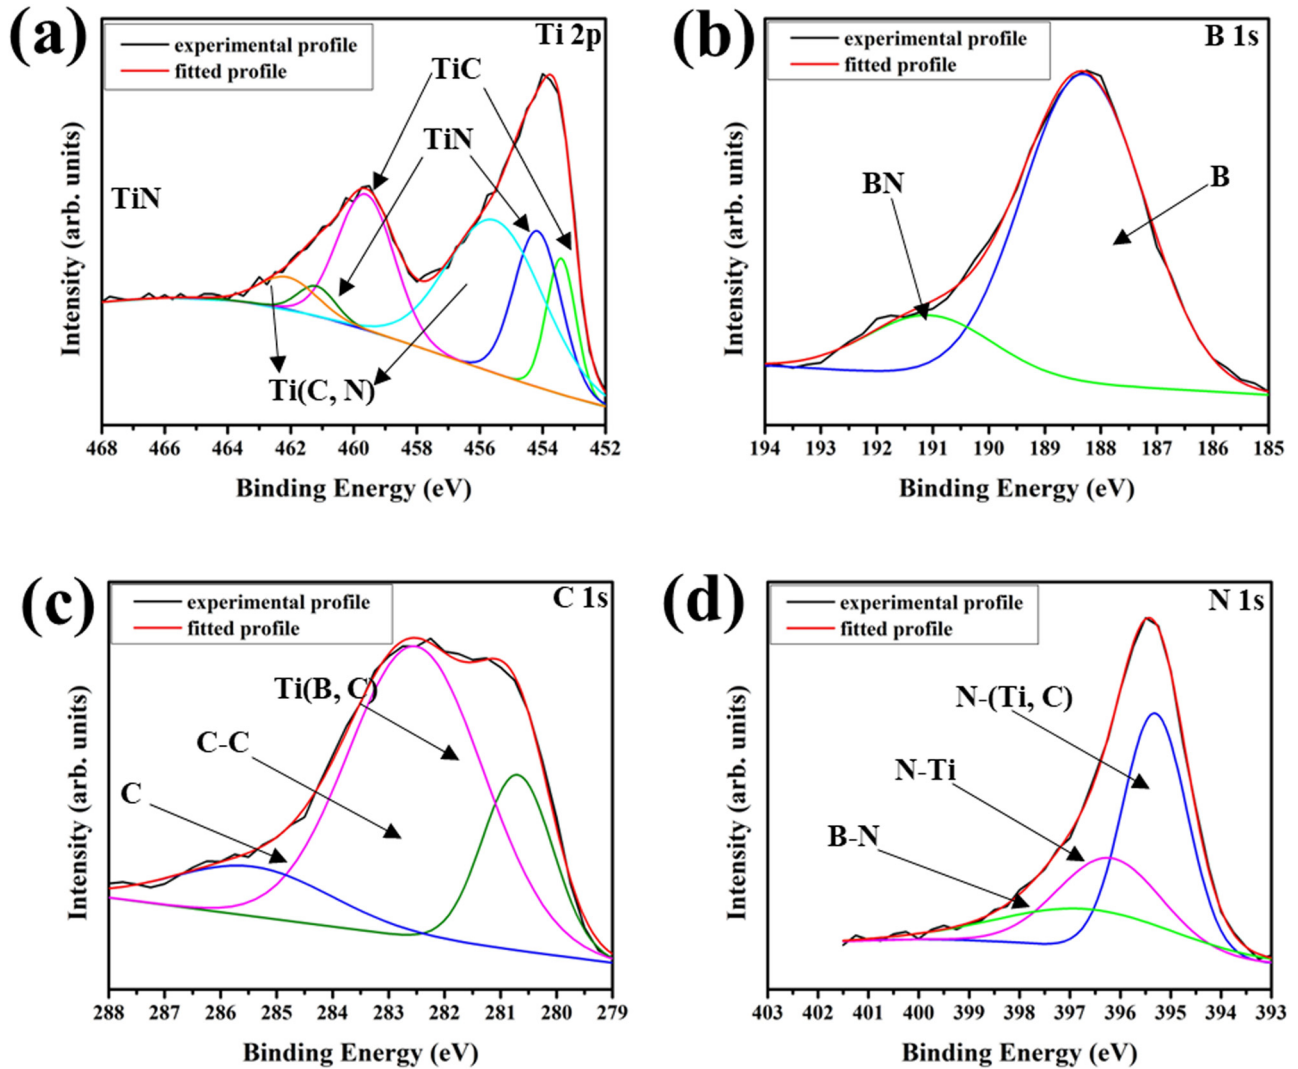 (a)
experimental profile
fitted profile
Ti 2p
TiC
TiN
TiN
Ti(C, N)
Intensity (arb. units)
468 466 464 462 460 458 456 454 452
Binding Energy (eV)
(b)
experimental profile
fitted profile
B 1s
BN
B
Intensity (arb. units)
194 193 192 191 190 189 188 187 186 185
Binding Energy (eV)
(c)
experimental profile
fitted profile
C 1s
Ti(B, C)
C-C
C
Intensity (arb. units)
288 287 286 285 284 283 282 281 280 279
Binding Energy (eV)
(d)
experimental profile
fitted profile
N 1s
N-(Ti, C)
N-Ti
B-N
Intensity (arb. units)
403 402 401 400 399 398 397 396 395 394 393
Binding Energy (eV)